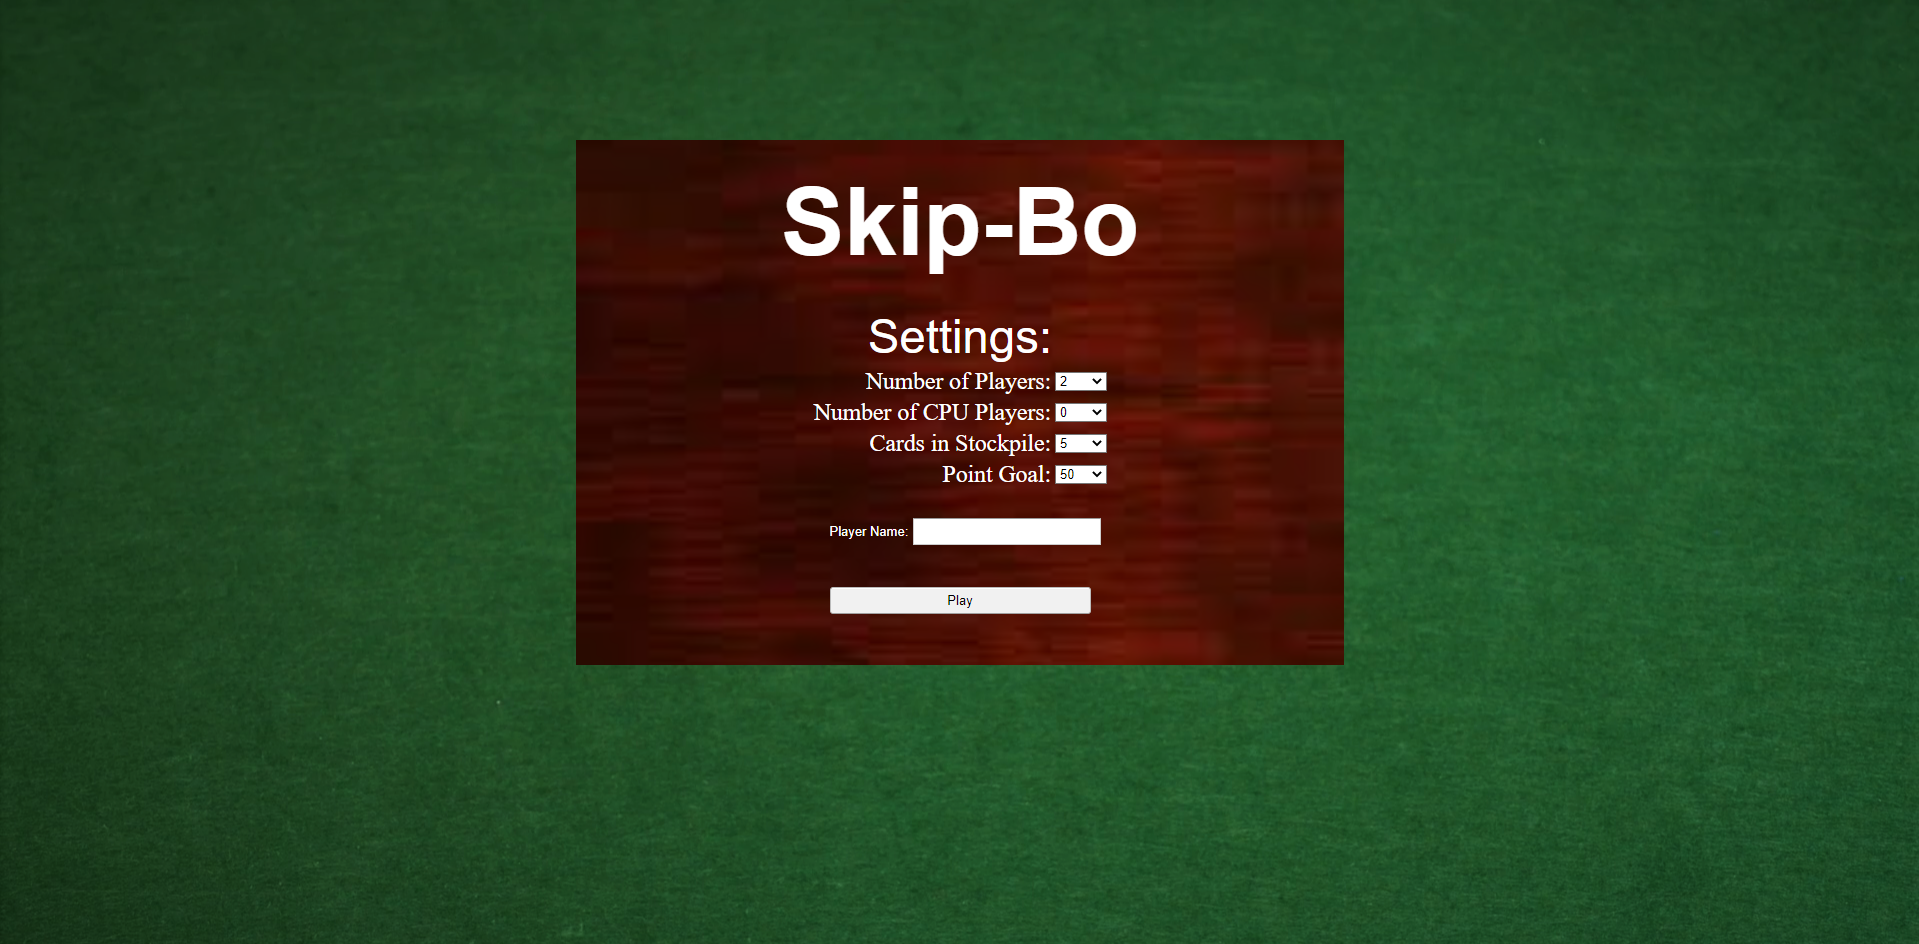 Skip-Bo
Settings:
Number of Players: 2
Number of CPU Players: 0
Cards in Stockpile: 5
Point Goal: 50
Player Name:
Play